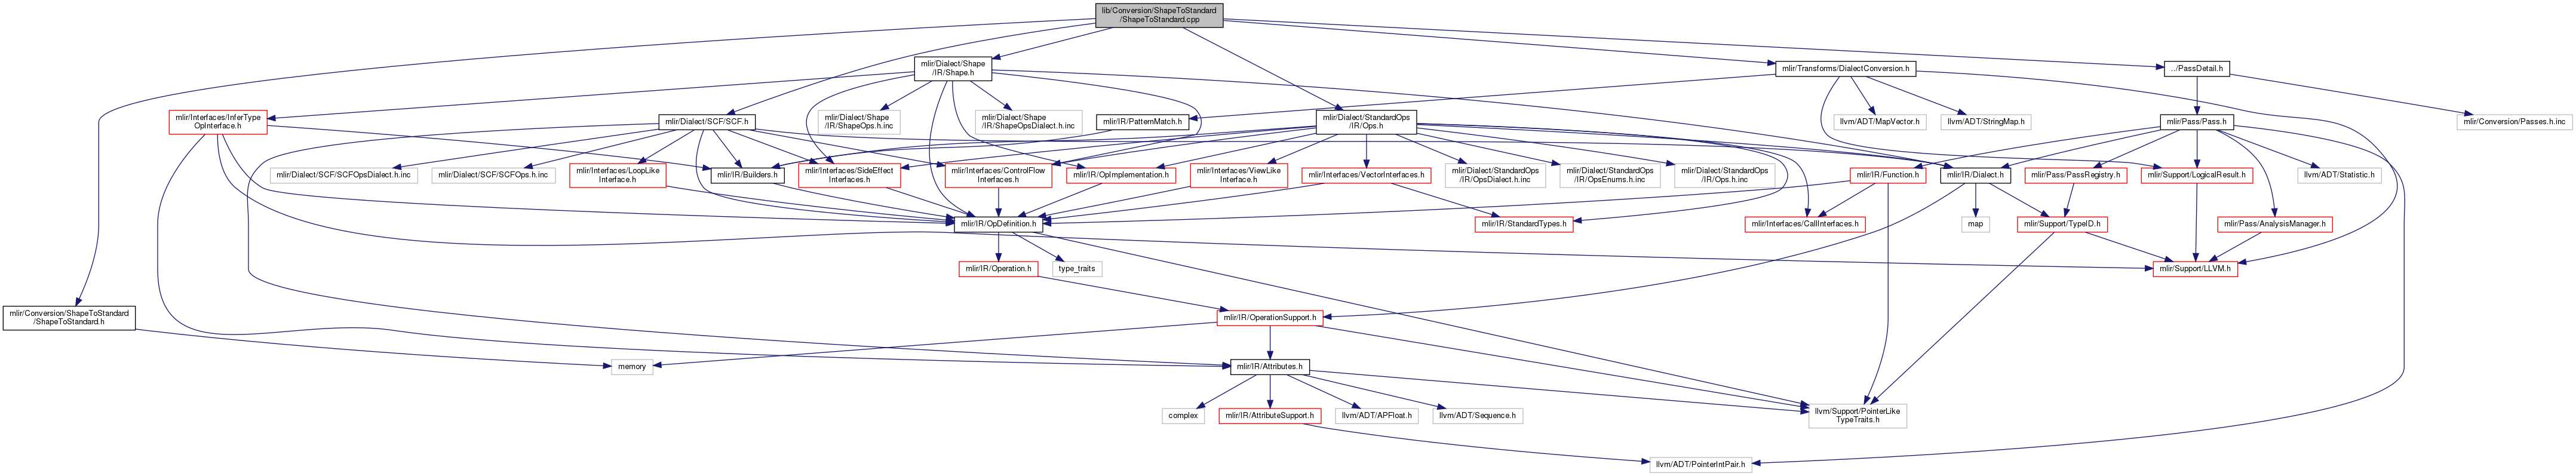 lib/Conversion/ShapeToStandard
/ShapeToStandard.cpp
mlir/Dialect/Shape
/IR/Shape.h
mlir/Transforms/DialectConversion.h
../PassDetail.h
mlir/Interfaces/InferType
OpInterface.h
mlir/Dialect/SCF/SCF.h
mlir/Dialect/Shape
/IR/ShapeOps.h.inc
mlir/Dialect/Shape
/IR/ShapeOpsDialect.h.inc
mlir/IR/PatternMatch.h
mlir/Dialect/StandardOps
/IR/Ops.h
llvm/ADT/MapVector.h
llvm/ADT/StringMap.h
mlir/Pass/Pass.h
mlir/Conversion/Passes.h.inc
mlir/Dialect/SCF/SCFOpsDialect.h.inc
mlir/Dialect/SCF/SCFOps.h.inc
mlir/Interfaces/LoopLike
Interface.h
mlir/IR/Builders.h
mlir/Interfaces/SideEffect
Interfaces.h
mlir/Interfaces/ControlFlow
Interfaces.h
mlir/IR/OpImplementation.h
mlir/Interfaces/ViewLike
Interface.h
mlir/Interfaces/VectorInterfaces.h
mlir/Dialect/StandardOps
/IR/OpsDialect.h.inc
mlir/Dialect/StandardOps
/IR/OpsEnums.h.inc
mlir/Dialect/StandardOps
/IR/Ops.h.inc
mlir/IR/Function.h
mlir/IR/Dialect.h
mlir/Pass/PassRegistry.h
mlir/Support/LogicalResult.h
llvm/ADT/Statistic.h
mlir/IR/OpDefinition.h
mlir/IR/StandardTypes.h
mlir/Interfaces/CallInterfaces.h
map
mlir/Support/TypeID.h
mlir/Pass/AnalysisManager.h
mlir/IR/Operation.h
type_traits
mlir/Support/LLVM.h
mlir/Conversion/ShapeToStandard
/ShapeToStandard.h
mlir/IR/OperationSupport.h
memory
mlir/IR/Attributes.h
complex
mlir/IR/AttributeSupport.h
llvm/ADT/APFloat.h
llvm/ADT/Sequence.h
llvm/Support/PointerLike
TypeTraits.h
llvm/ADT/PointerIntPair.h